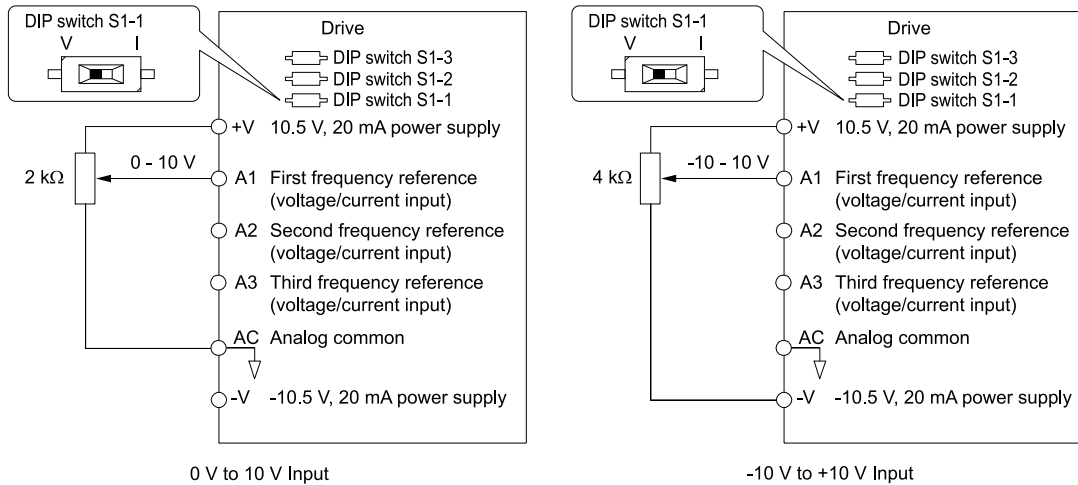 DIP switch S1-1
V I
Drive
DIP switch S1-3
DIP switch S1-2
DIP switch S1-1
+V 10.5 V, 20 mA power supply
2 kΩ
0 - 10 V
A1 First frequency reference
(voltage/current input)
A2 Second frequency reference
(voltage/current input)
A3 Third frequency reference
(voltage/current input)
AC Analog common
-V -10.5 V, 20 mA power supply
0 V to 10 V Input
DIP switch S1-1
V I
Drive
DIP switch S1-3
DIP switch S1-2
DIP switch S1-1
+V 10.5 V, 20 mA power supply
4 kΩ
-10 - 10 V
A1 First frequency reference
(voltage/current input)
A2 Second frequency reference
(voltage/current input)
A3 Third frequency reference
(voltage/current input)
AC Analog common
-V -10.5 V, 20 mA power supply
-10 V to +10 V Input